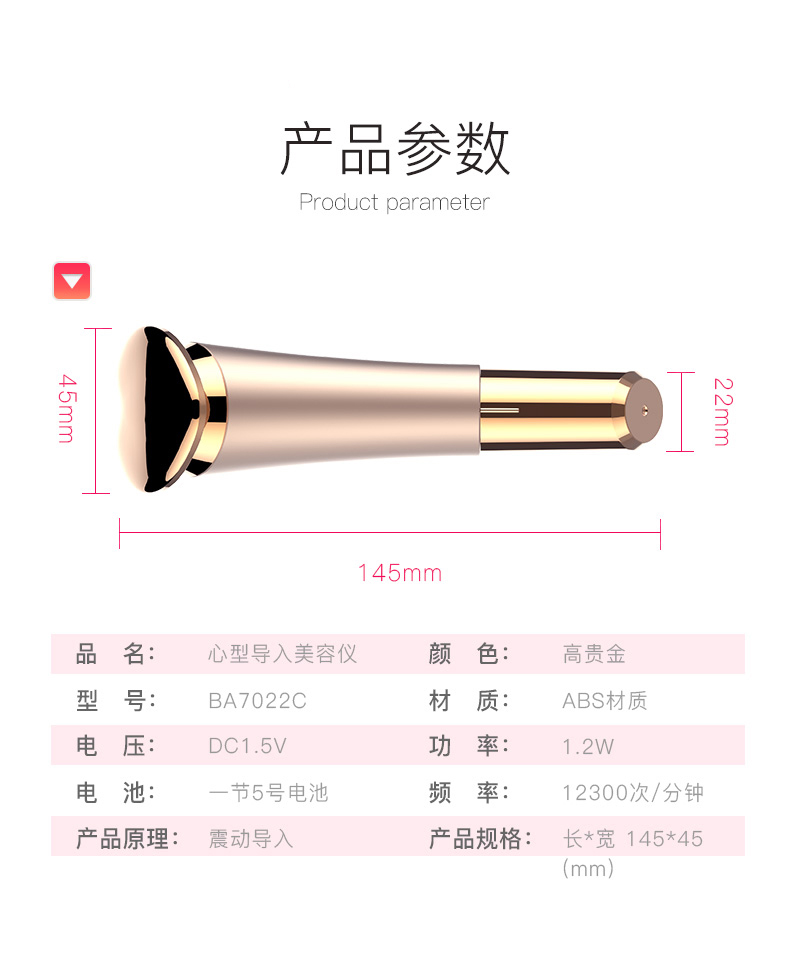 产品参数
Product parameter
45mm
22mm
145mm
品 名： 心型导入美容仪 颜 色： 高贵金
型 号： BA7022C 材 质： ABS材质
电 压： DC1.5V 功 率： 1.2W
电 池： 一节5号电池 频 率： 12300次/分钟
产品原理： 震动导入 产品规格： 长*宽 145*45
(mm)